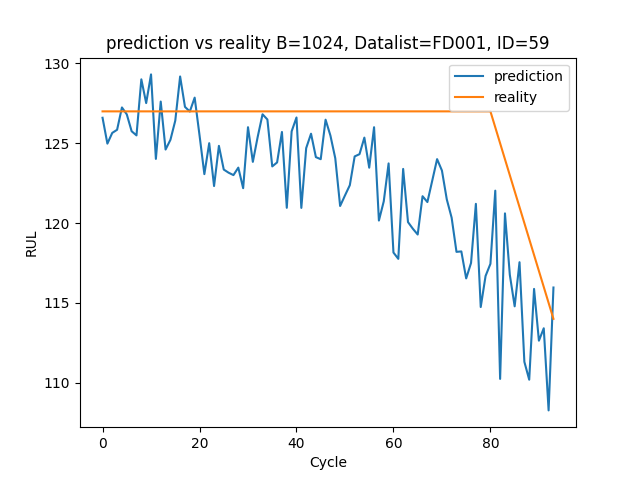 prediction vs reality B=1024, Datalist=FD001, ID=59
prediction
reality
130
125
120
115
110
RUL
0 20 40 60 80
Cycle